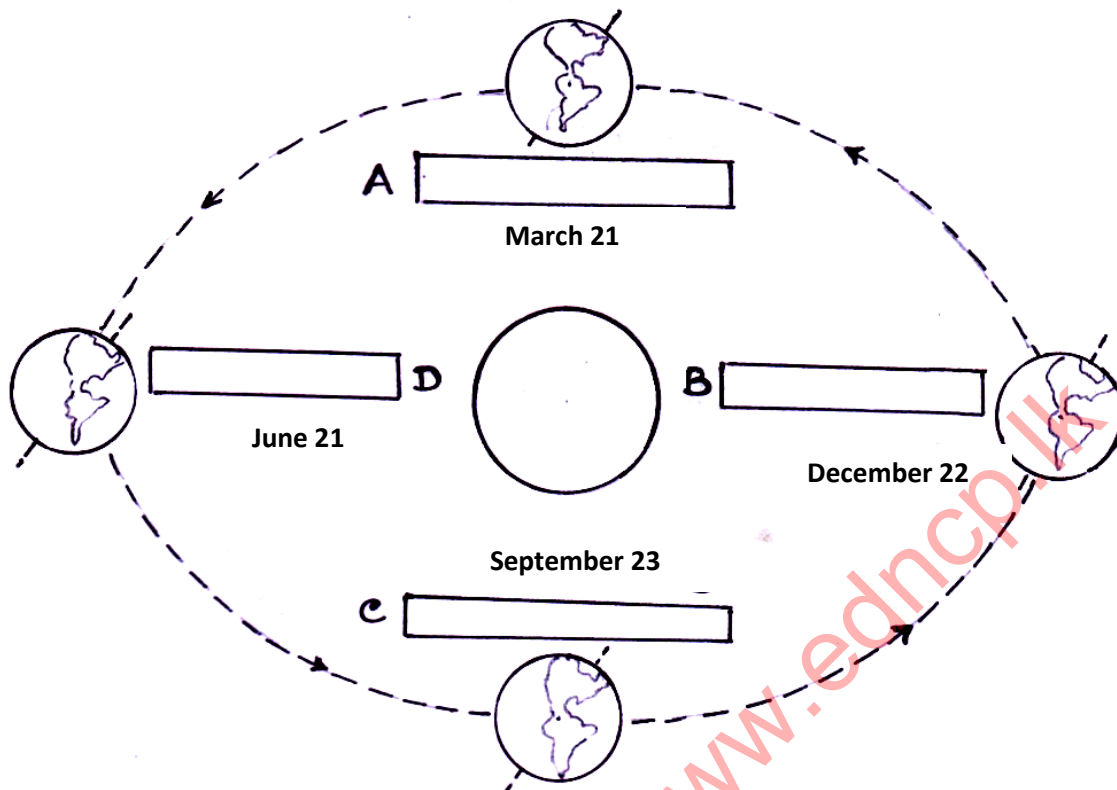 A
March 21
D
B
June 21
December 22
September 23
C
www.edncp.lk